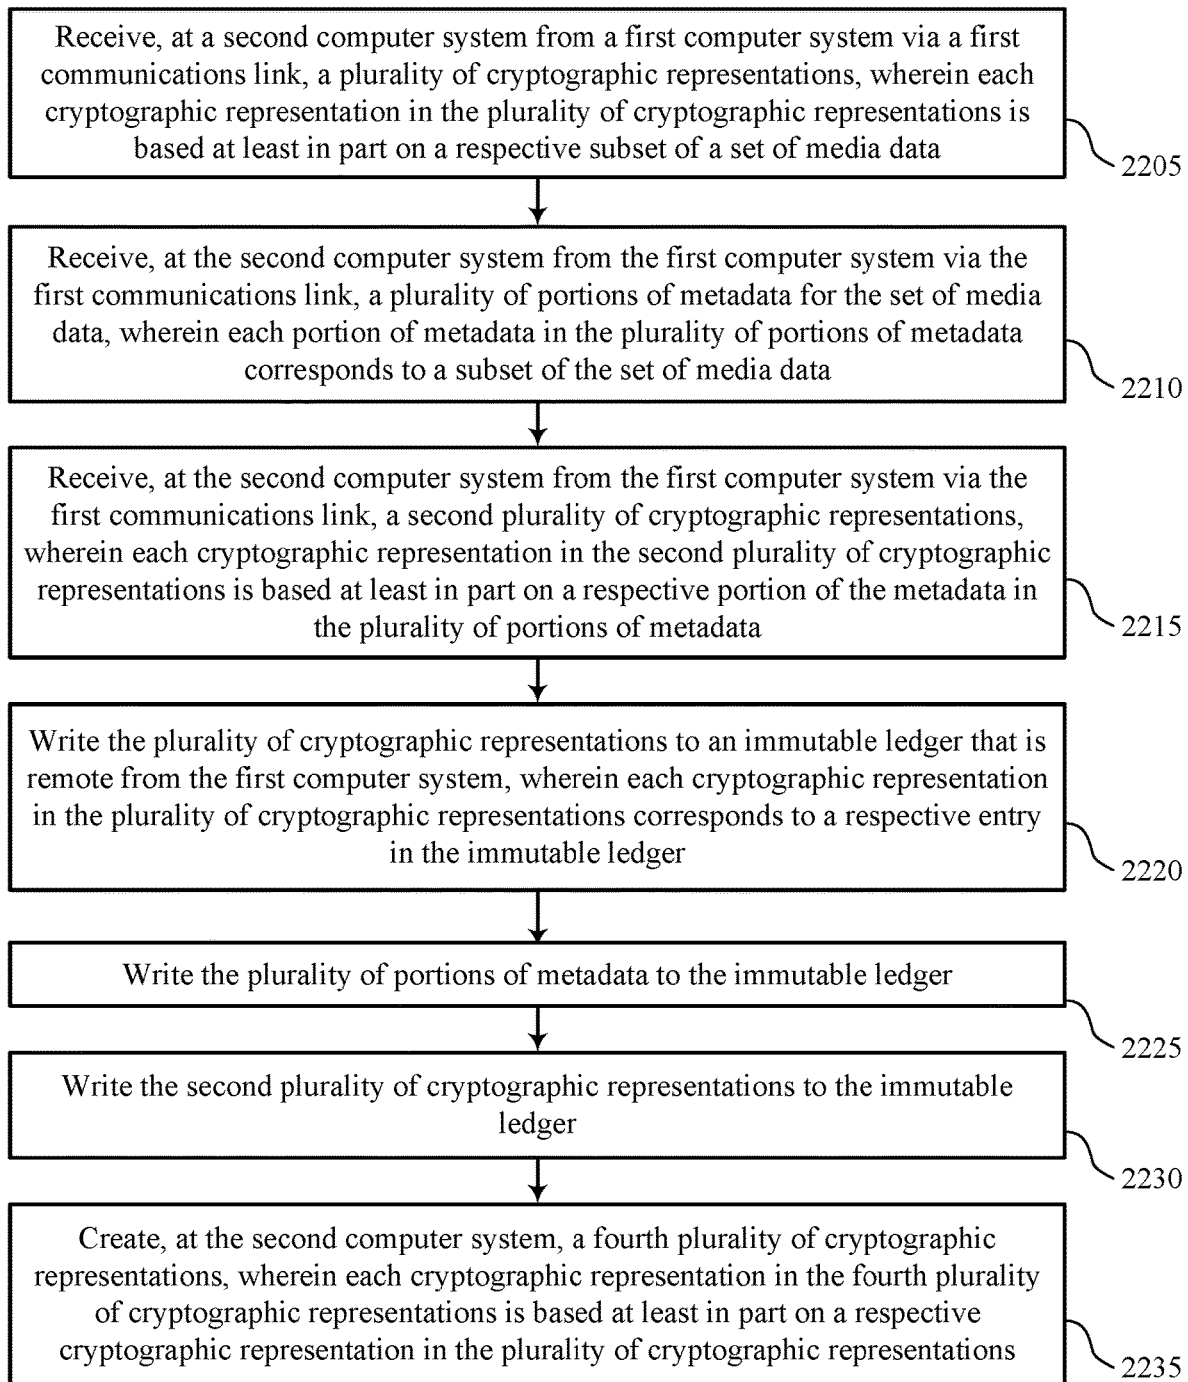 Receive, at a second computer system from a first computer system via a first
communications link, a plurality of cryptographic representations, wherein each
cryptographic representation in the plurality of cryptographic representations is
based at least in part on a respective subset of a set of media data
2205
Receive, at the second computer system from the first computer system via the
first communications link, a plurality of portions of metadata for the set of media
data, wherein each portion of metadata in the plurality of portions of metadata
corresponds to a subset of the set of media data
2210
Receive, at the second computer system from the first computer system via the
first communications link, a second plurality of cryptographic representations,
wherein each cryptographic representation in the second plurality of cryptographic
representations is based at least in part on a respective portion of the metadata in
the plurality of portions of metadata
2215
Write the plurality of cryptographic representations to an immutable ledger that is
remote from the first computer system, wherein each cryptographic representation
in the plurality of cryptographic representations corresponds to a respective entry
in the immutable ledger
2220
Write the plurality of portions of metadata to the immutable ledger
2225
Write the second plurality of cryptographic representations to the immutable
ledger
2230
Create, at the second computer system, a fourth plurality of cryptographic
representations, wherein each cryptographic representation in the fourth plurality
of cryptographic representations is based at least in part on a respective
cryptographic representation in the plurality of cryptographic representations
2235